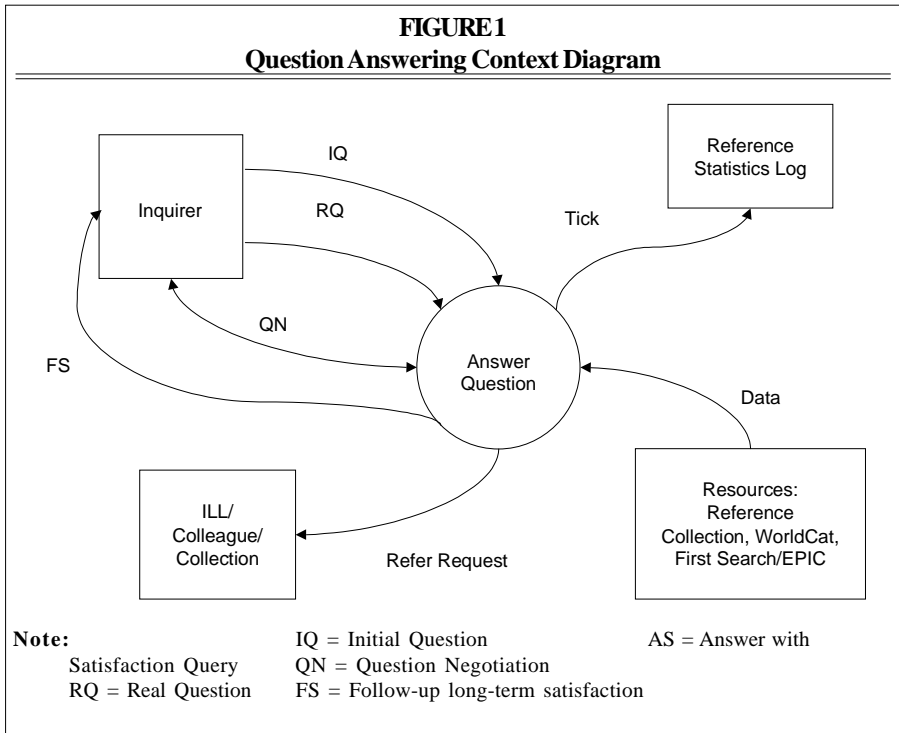 FIGURE 1
Question Answering Context Diagram
Inquirer
IQ
RQ
QN
FS
Reference
Statistics Log
Tick
Answer
Question
Data
Resources:
Reference
Collection, WorldCat,
First Search/EPIC
ILL/
Colleague/
Collection
Refer Request
Note: IQ = Initial Question AS = Answer with
Satisfaction Query QN = Question Negotiation
RQ = Real Question FS = Follow-up long-term satisfaction